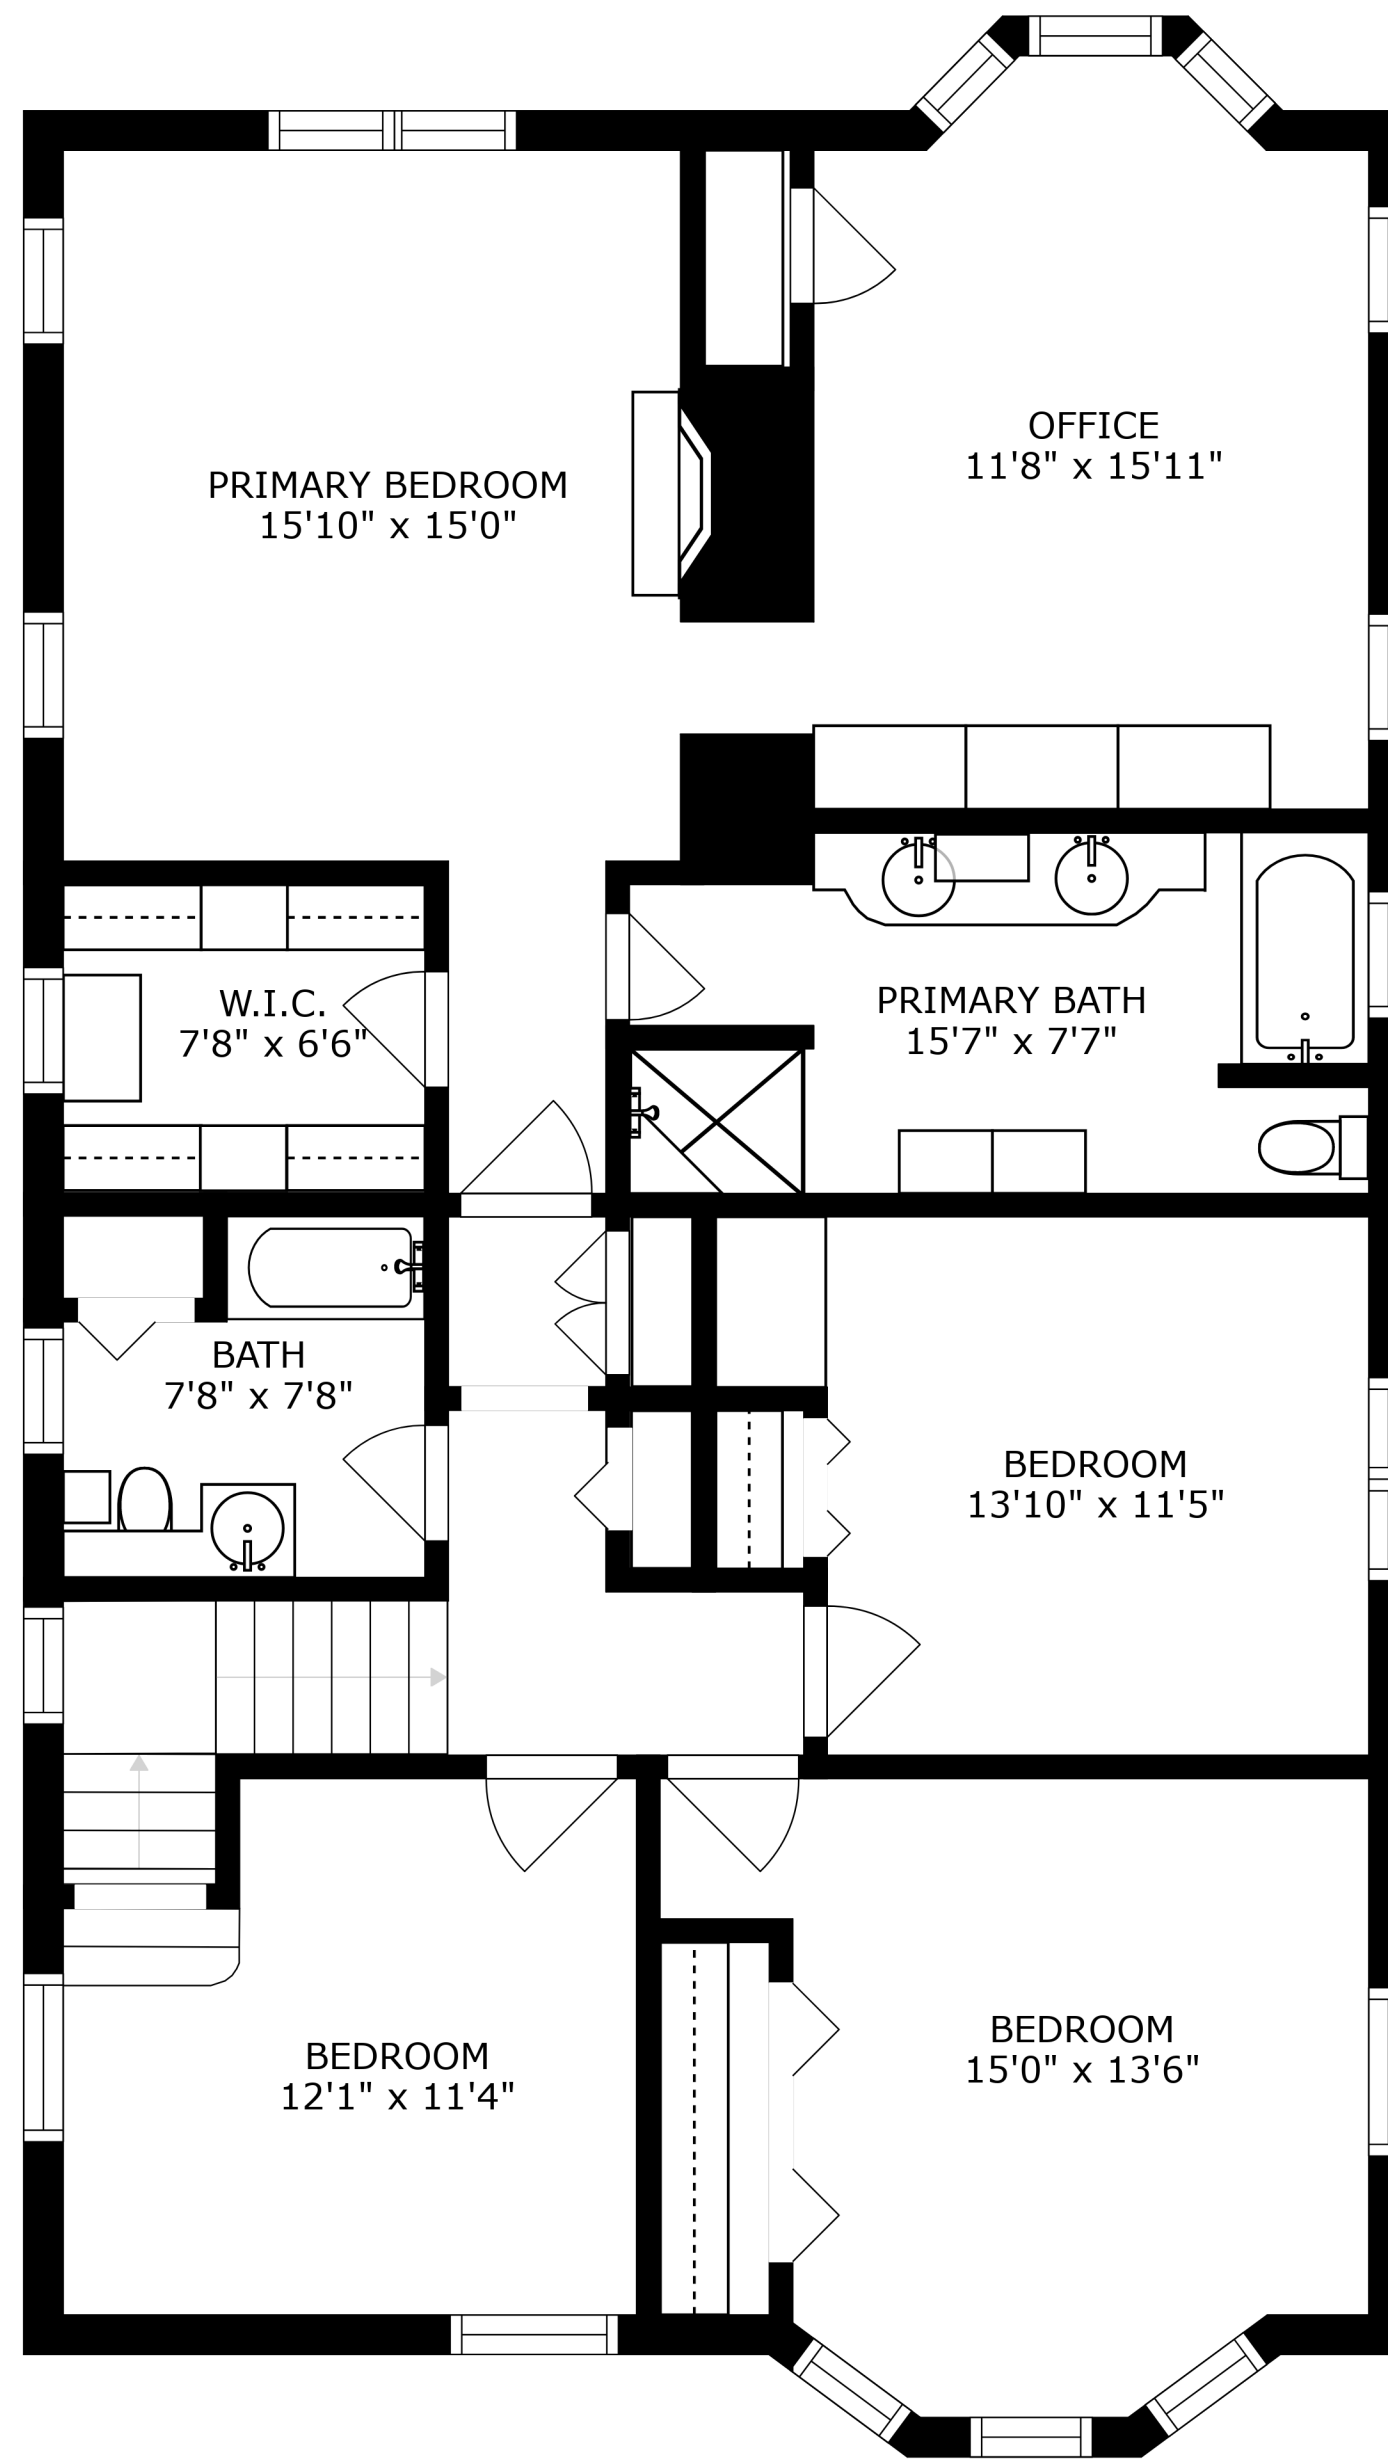 OFFICE
11'8" x 15'11"
PRIMARY BEDROOM
15'10" x 15'0"
W.I.C.
7'8" x 6'6"
PRIMARY BATH
15'7" x 7'7"
BATH
7'8" x 7'8"
BEDROOM
13'10" x 11'5"
BEDROOM
12'1" x 11'4"
BEDROOM
15'0" x 13'6"